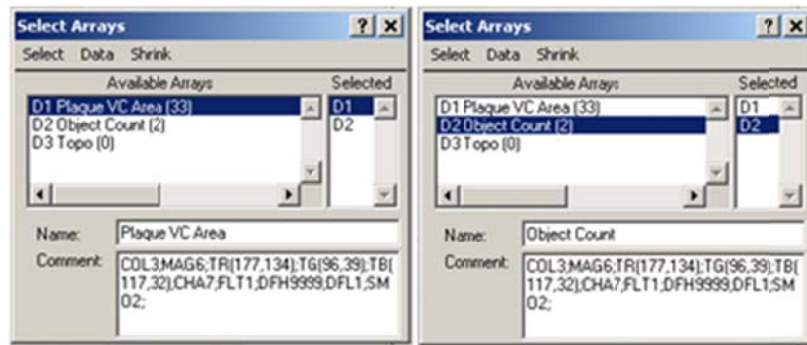 Select Arrays
Select Data Shrink
Available Arrays Selected
D1 Plaque VC Area (33) D1
D2 Object Count (2) D2
D3 Topo (0)
Name: Plaque VC Area
Comment: COL3;MAG6;TR(177,134);TG(96,39);TB(
117,32);CHA7;FLT1;DFH9999;DFL1;SM
O2;
Select Arrays
Select Data Shrink
Available Arrays Selected
D1 Plaque VC Area (33) D1
D2 Object Count (2) D2
D3 Topo (0)
Name: Object Count
Comment: COL3;MAG6;TR(177,134);TG(96,39);TB(
117,32);CHA7;FLT1;DFH9999;DFL1;SM
O2;